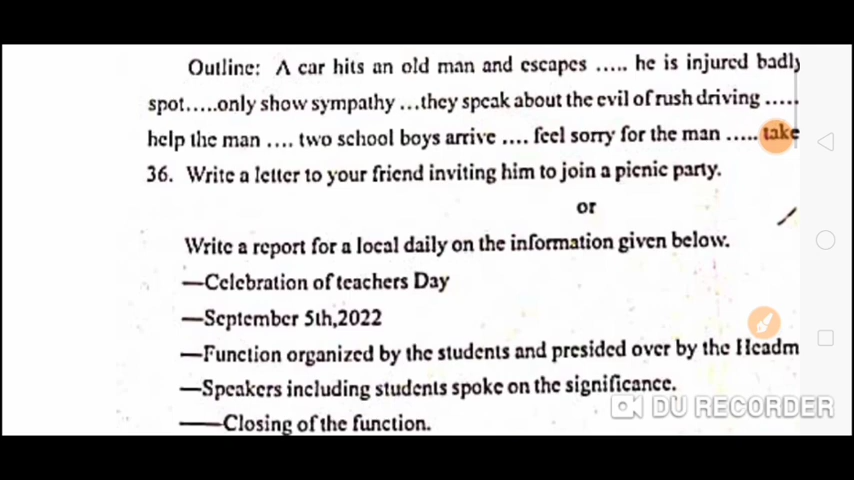 Outline: A car hits an old man and escapes ..... he is injured badly
spot.....only show sympathy ...they speak about the evil of rush driving .....
help the man .... two school boys arrive .... feel sorry for the man ..... take
36. Write a letter to your friend inviting him to join a picnic party.
or
Write a report for a local daily on the information given below.
—Celebration of teachers Day
—September 5th,2022
—Function organized by the students and presided over by the Headm
—Speakers including students spoke on the significance.
——Closing of the function.
DU RECORDER